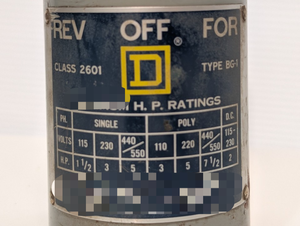 REV OFF FOR
D ®
CLASS 2601 TYPE BG-1
H. P. RATINGS
PH. SINGLE POLY D.C.
VOLTS 115 230 440/550 110 220 440/550 115-230
H.P. 1 1/2 3 3 5 7 1/2 2